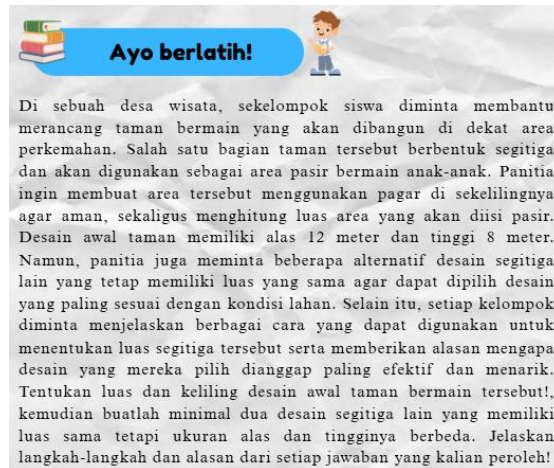 Ayo berlatih!
Di sebuah desa wisata, sekelompok siswa diminta membantu
merancang taman bermain yang akan dibangun di dekat area
perkemahan. Salah satu bagian taman tersebut berbentuk segitiga
dan akan digunakan sebagai area pasir bermain anak-anak. Panitia
ingin membuat area tersebut menggunakan pagar di sekelilingnya
agar aman, sekaligus menghitung luas area yang akan diisi pasir.
Desain awal taman memiliki alas 12 meter dan tinggi 8 meter.
Namun, panitia juga meminta beberapa alternatif desain segitiga
lain yang tetap memiliki luas yang sama agar dapat dipilih desain
yang paling sesuai dengan kondisi lahan. Selain itu, setiap kelompok
diminta menjelaskan berbagai cara yang dapat digunakan untuk
menentukan luas segitiga tersebut serta memberikan alasan mengapa
desain yang mereka pilih dianggap paling efektif dan menarik.
Tentukan luas dan keliling desain awal taman bermain tersebut!,
kemudian buatlah minimal dua desain segitiga lain yang memiliki
luas sama tetapi ukuran alas dan tingginya berbeda. Jelaskan
langkah-langkah dan alasan dari setiap jawaban yang kalian peroleh!